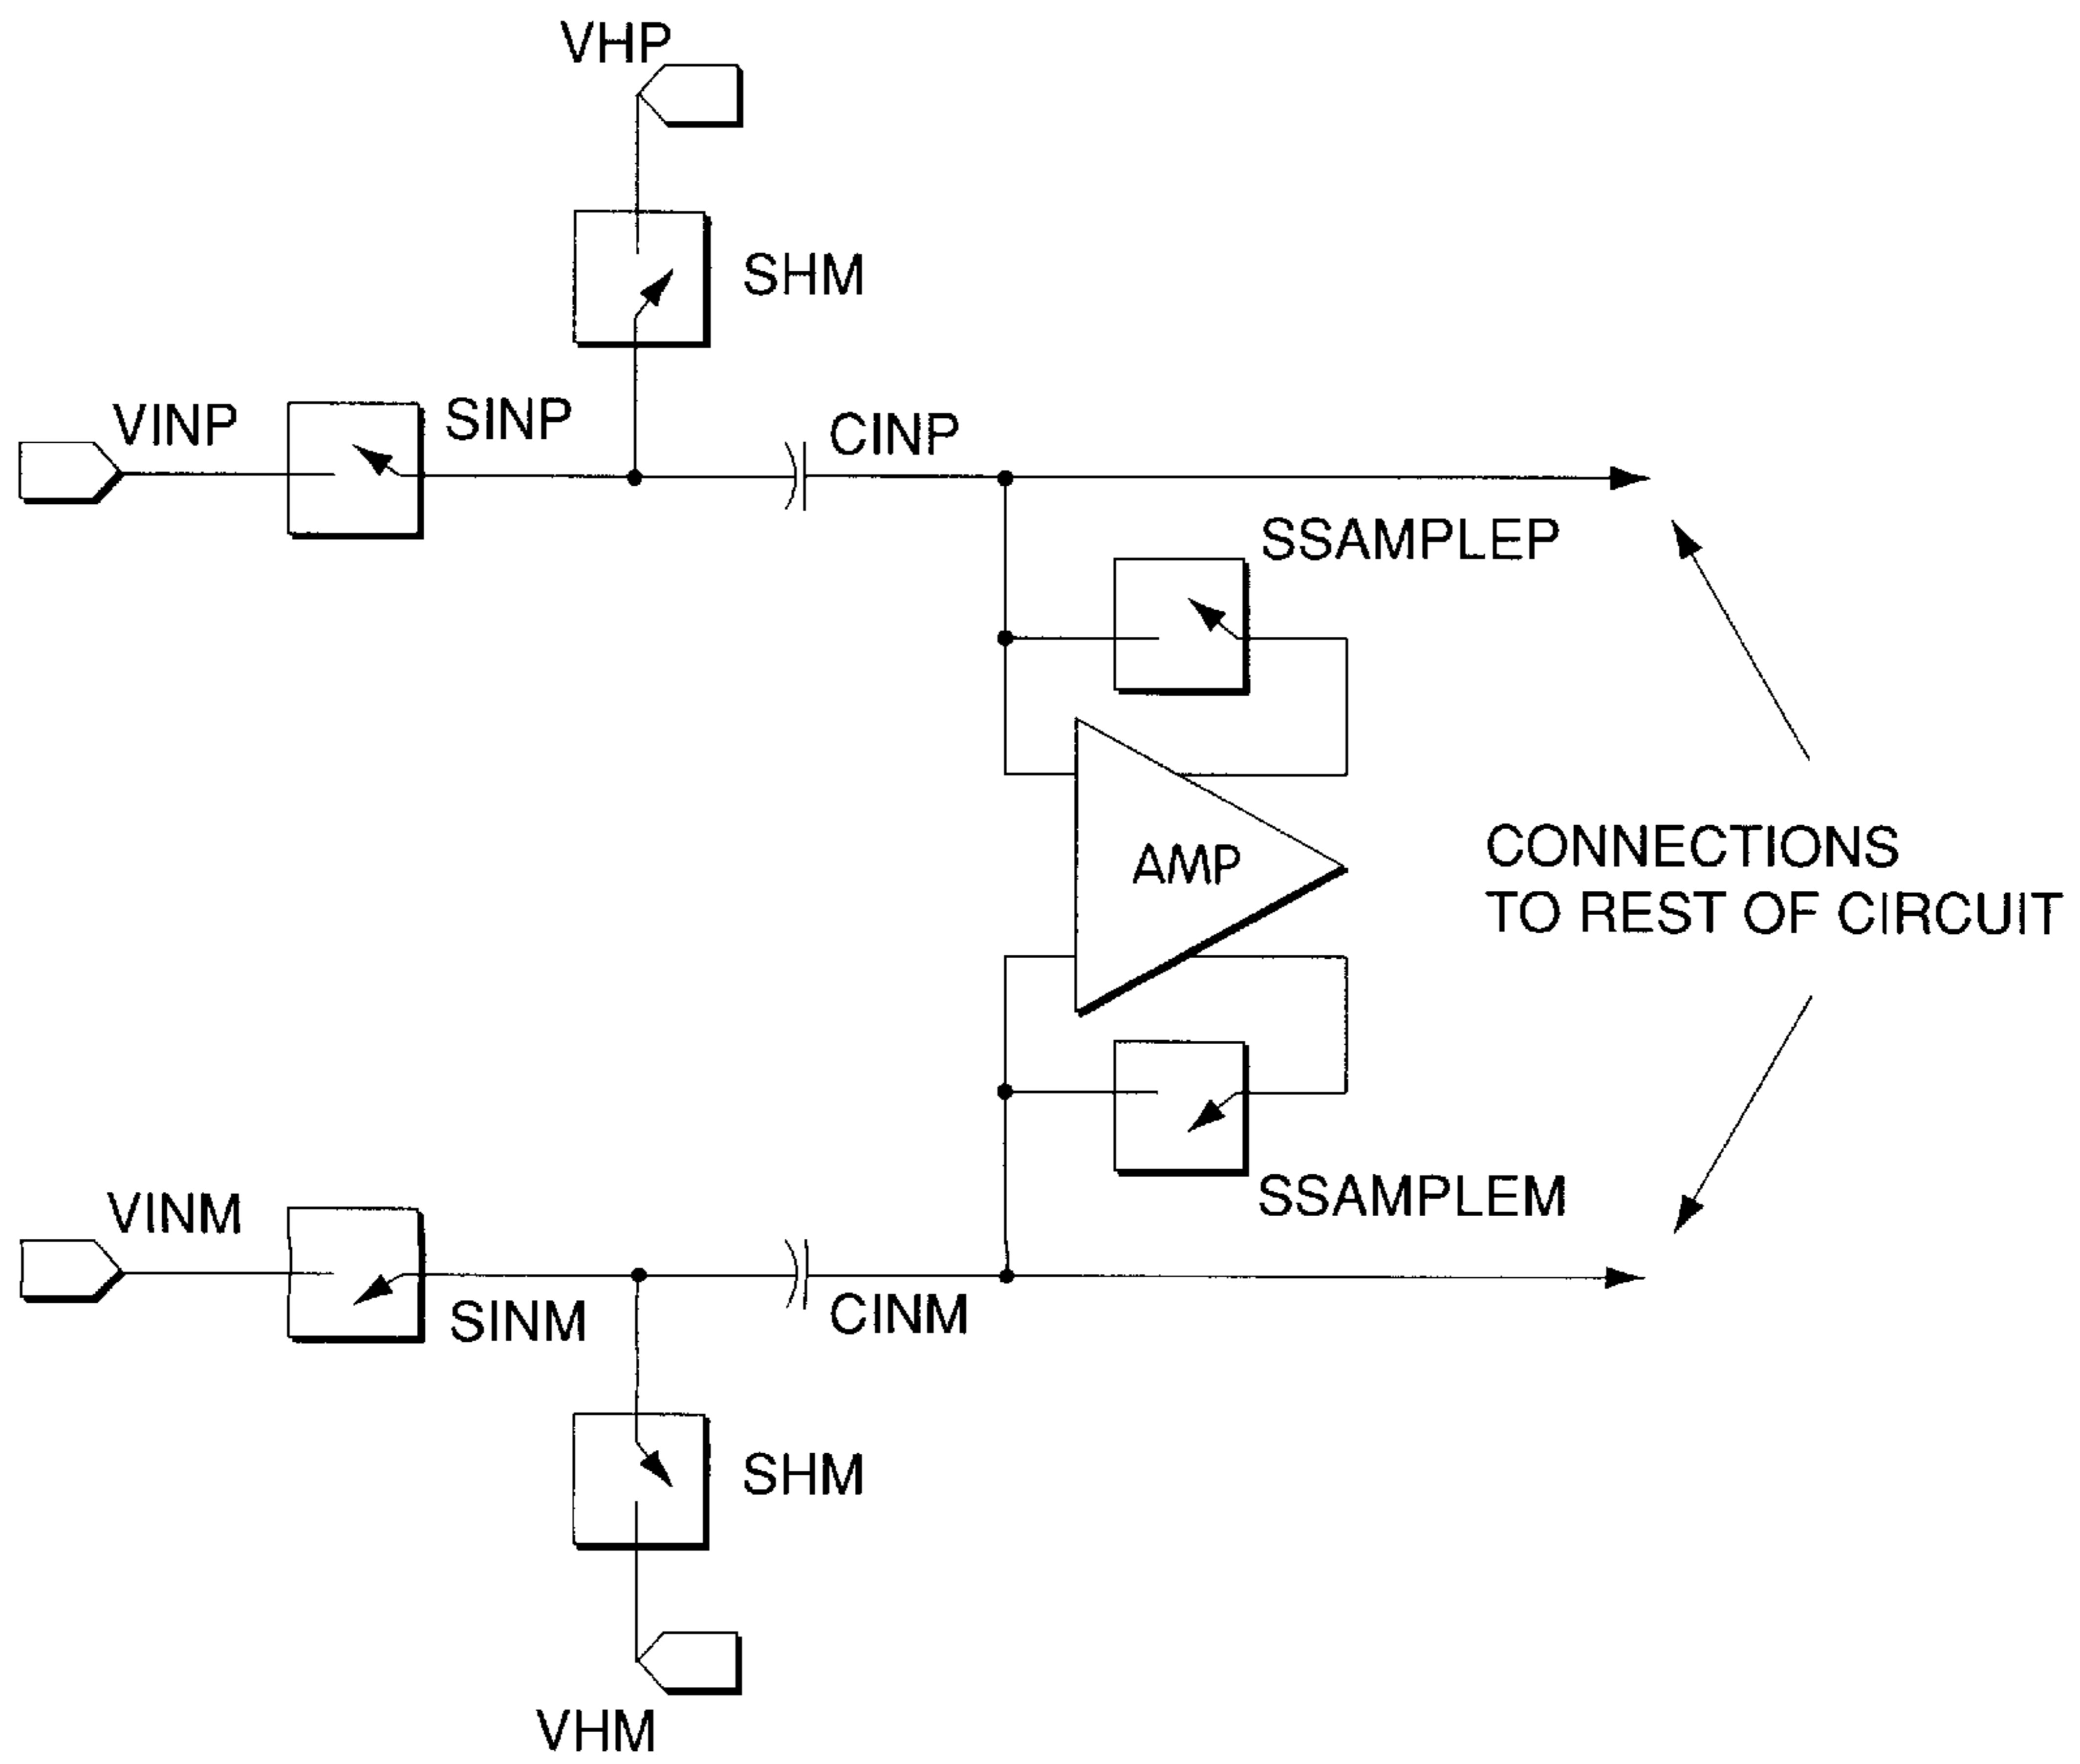 VHP
SHM
VINP
SINP
CINP
SSAMPLEP
AMP
CONNECTIONS
TO REST OF CIRCUIT
SSAMPLEM
VINM
SINM
CINM
SHM
VHM